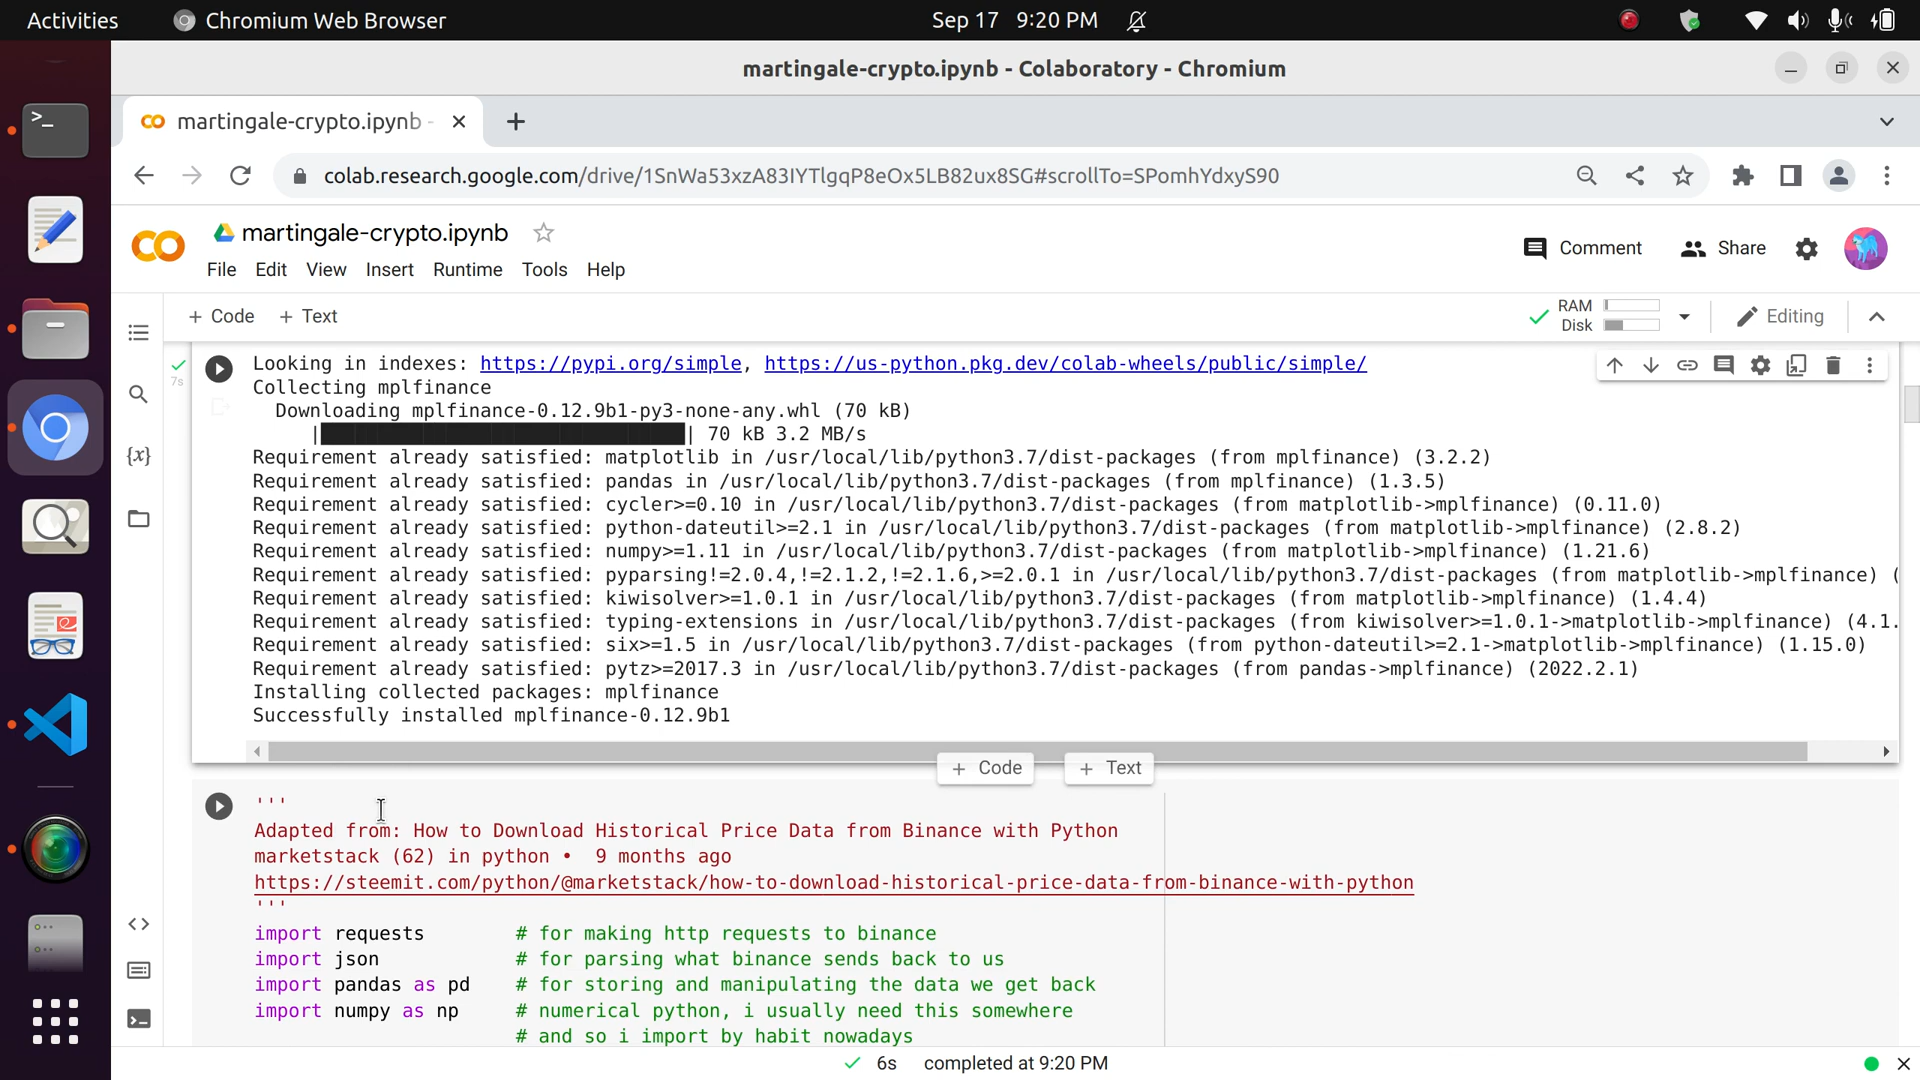 Activities
Chromium Web Browser
Sep 17 9:20 PM
martingale-crypto.ipynb - Colaboratory - Chromium
martingale-crypto.ipynb -
colab.research.google.com/drive/1SnWa53xzA83IYTlgqP8eOx5LB82ux8SG#scrollTo=SPomhYdxyS90
martingale-crypto.ipynb
Comment
Share
File Edit View Insert Runtime Tools Help
+ Code + Text
RAM
Disk
Editing
7s
Looking in indexes: https://pypi.org/simple, https://us-python.pkg.dev/colab-wheels/public/simple/
Collecting mplfinance
Downloading mplfinance-0.12.9b1-py3-none-any.whl (70 kB)
|████████████████████████████████| 70 kB 3.2 MB/s
Requirement already satisfied: matplotlib in /usr/local/lib/python3.7/dist-packages (from mplfinance) (3.2.2)
Requirement already satisfied: pandas in /usr/local/lib/python3.7/dist-packages (from mplfinance) (1.3.5)
Requirement already satisfied: cycler>=0.10 in /usr/local/lib/python3.7/dist-packages (from matplotlib->mplfinance) (0.11.0)
Requirement already satisfied: python-dateutil>=2.1 in /usr/local/lib/python3.7/dist-packages (from matplotlib->mplfinance) (2.8.2)
Requirement already satisfied: numpy>=1.11 in /usr/local/lib/python3.7/dist-packages (from matplotlib->mplfinance) (1.21.6)
Requirement already satisfied: pyparsing!=2.0.4,!=2.1.2,!=2.1.6,>=2.0.1 in /usr/local/lib/python3.7/dist-packages (from matplotlib->mplfinance) (
Requirement already satisfied: kiwisolver>=1.0.1 in /usr/local/lib/python3.7/dist-packages (from matplotlib->mplfinance) (1.4.4)
Requirement already satisfied: typing-extensions in /usr/local/lib/python3.7/dist-packages (from kiwisolver>=1.0.1->matplotlib->mplfinance) (4.1.
Requirement already satisfied: six>=1.5 in /usr/local/lib/python3.7/dist-packages (from python-dateutil>=2.1->matplotlib->mplfinance) (1.15.0)
Requirement already satisfied: pytz>=2017.3 in /usr/local/lib/python3.7/dist-packages (from pandas->mplfinance) (2022.2.1)
Installing collected packages: mplfinance
Successfully installed mplfinance-0.12.9b1
+ Code + Text
'''
Adapted from: How to Download Historical Price Data from Binance with Python
marketstack (62) in python • 9 months ago
https://steemit.com/python/@marketstack/how-to-download-historical-price-data-from-binance-with-python
'''
import requests # for making http requests to binance
import json # for parsing what binance sends back to us
import pandas as pd # for storing and manipulating the data we get back
import numpy as np # numerical python, i usually need this somewhere
# and so i import by habit nowadays
6s completed at 9:20 PM